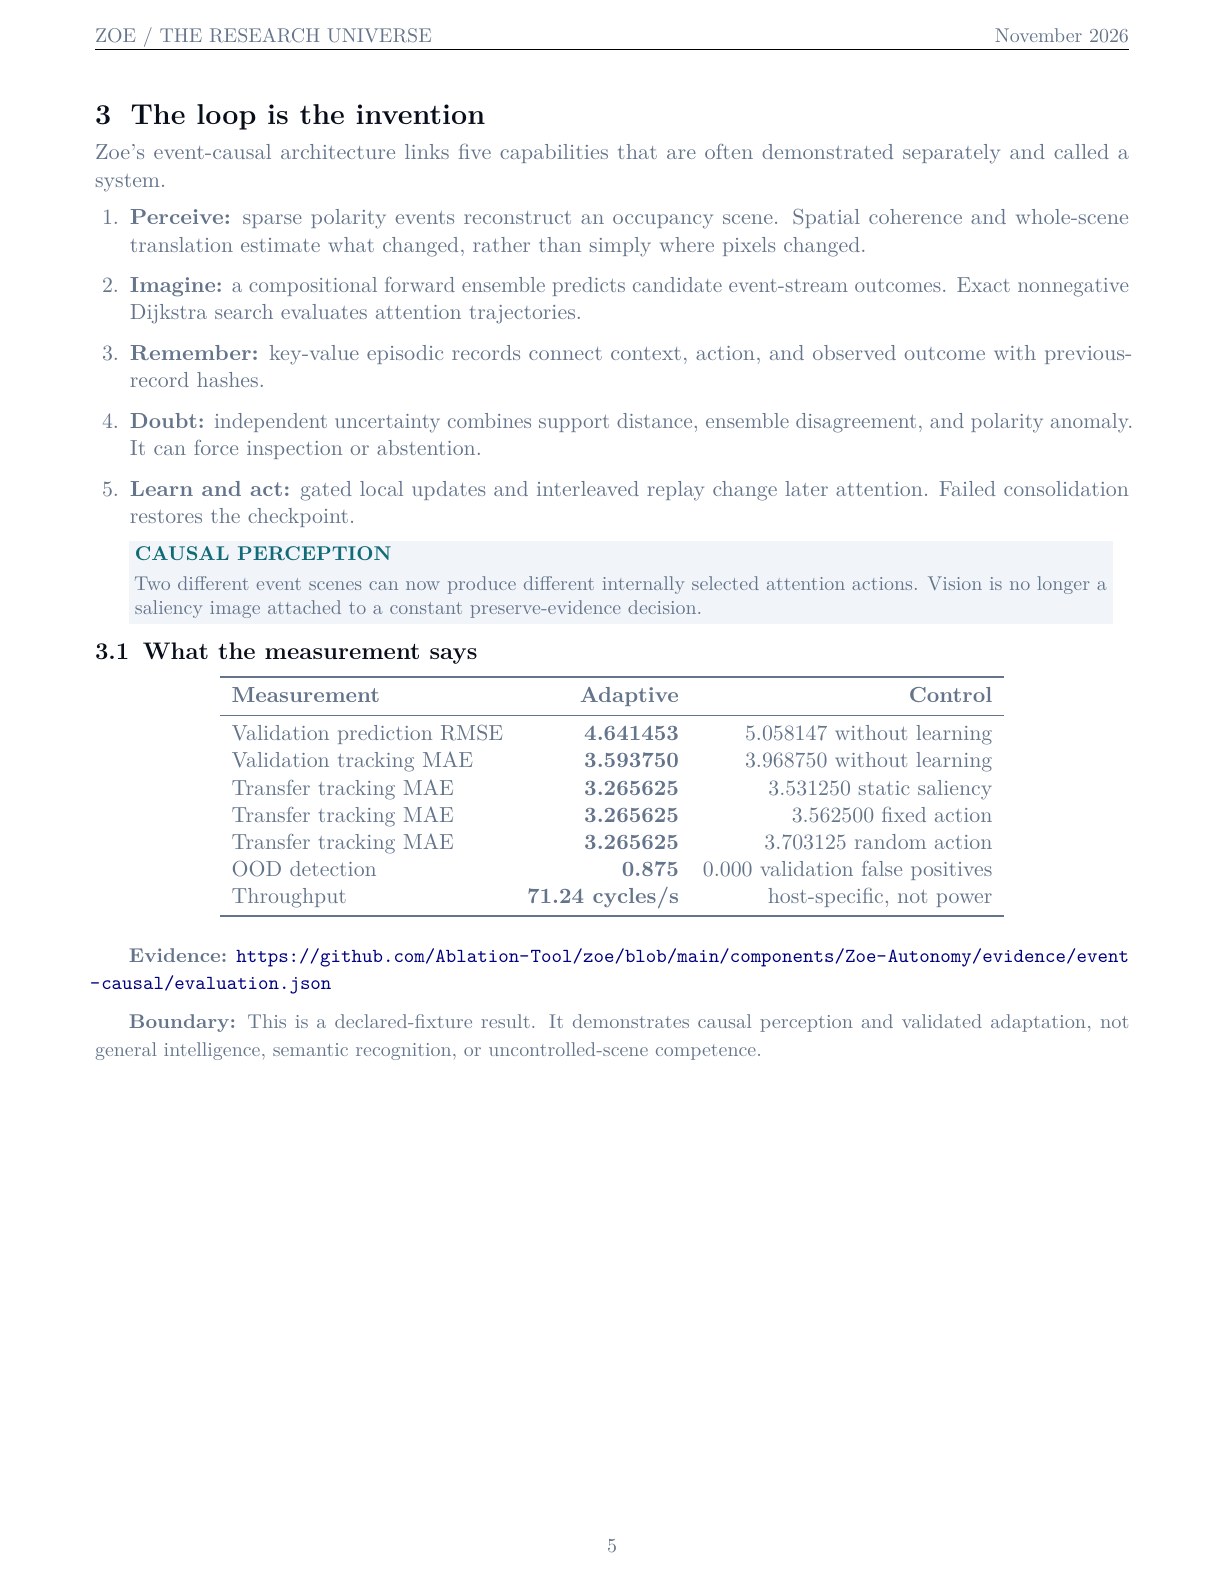 ZOE / THE RESEARCH UNIVERSE November 2026
3 The loop is the invention
Zoe's event-causal architecture links five capabilities that are often demonstrated separately and called a
system.
1. Perceive: sparse polarity events reconstruct an occupancy scene. Spatial coherence and whole-scene
translation estimate what changed, rather than simply where pixels changed.
2. Imagine: a compositional forward ensemble predicts candidate event-stream outcomes. Exact nonnegative
Dijkstra search evaluates attention trajectories.
3. Remember: key-value episodic records connect context, action, and observed outcome with previous-
record hashes.
4. Doubt: independent uncertainty combines support distance, ensemble disagreement, and polarity anomaly.
It can force inspection or abstention.
5. Learn and act: gated local updates and interleaved replay change later attention. Failed consolidation
restores the checkpoint.
CAUSAL PERCEPTION
Two different event scenes can now produce different internally selected attention actions. Vision is no longer a
saliency image attached to a constant preserve-evidence decision.
3.1 What the measurement says
Measurement Adaptive Control
Validation prediction RMSE 4.641453 5.058147 without learning
Validation tracking MAE 3.593750 3.968750 without learning
Transfer tracking MAE 3.265625 3.531250 static saliency
Transfer tracking MAE 3.265625 3.562500 fixed action
Transfer tracking MAE 3.265625 3.703125 random action
OOD detection 0.875 0.000 validation false positives
Throughput 71.24 cycles/s host-specific, not power
Evidence: https://github.com/Ablation-Tool/zoe/blob/main/components/Zoe-Autonomy/evidence/event
-causal/evaluation.json
Boundary: This is a declared-fixture result. It demonstrates causal perception and validated adaptation, not
general intelligence, semantic recognition, or uncontrolled-scene competence.
5